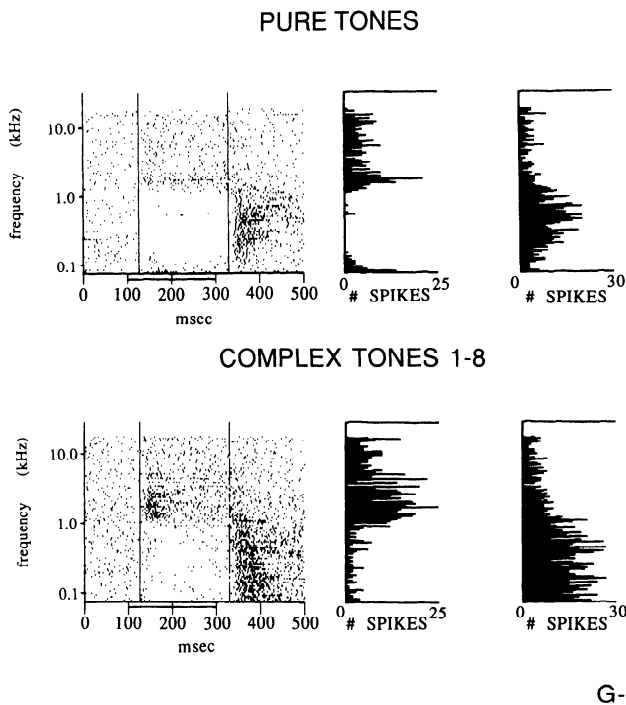 PURE TONES
frequency (kHz)
10.0
1.0
0.1
0 100 200 300 400 500
mscc
0 25
# SPIKES
0 30
# SPIKES
COMPLEX TONES 1-8
frequency (kHz)
10.0
1.0
0.1
0 100 200 300 400 500
msec
0 25
# SPIKES
0 30
# SPIKES
G-